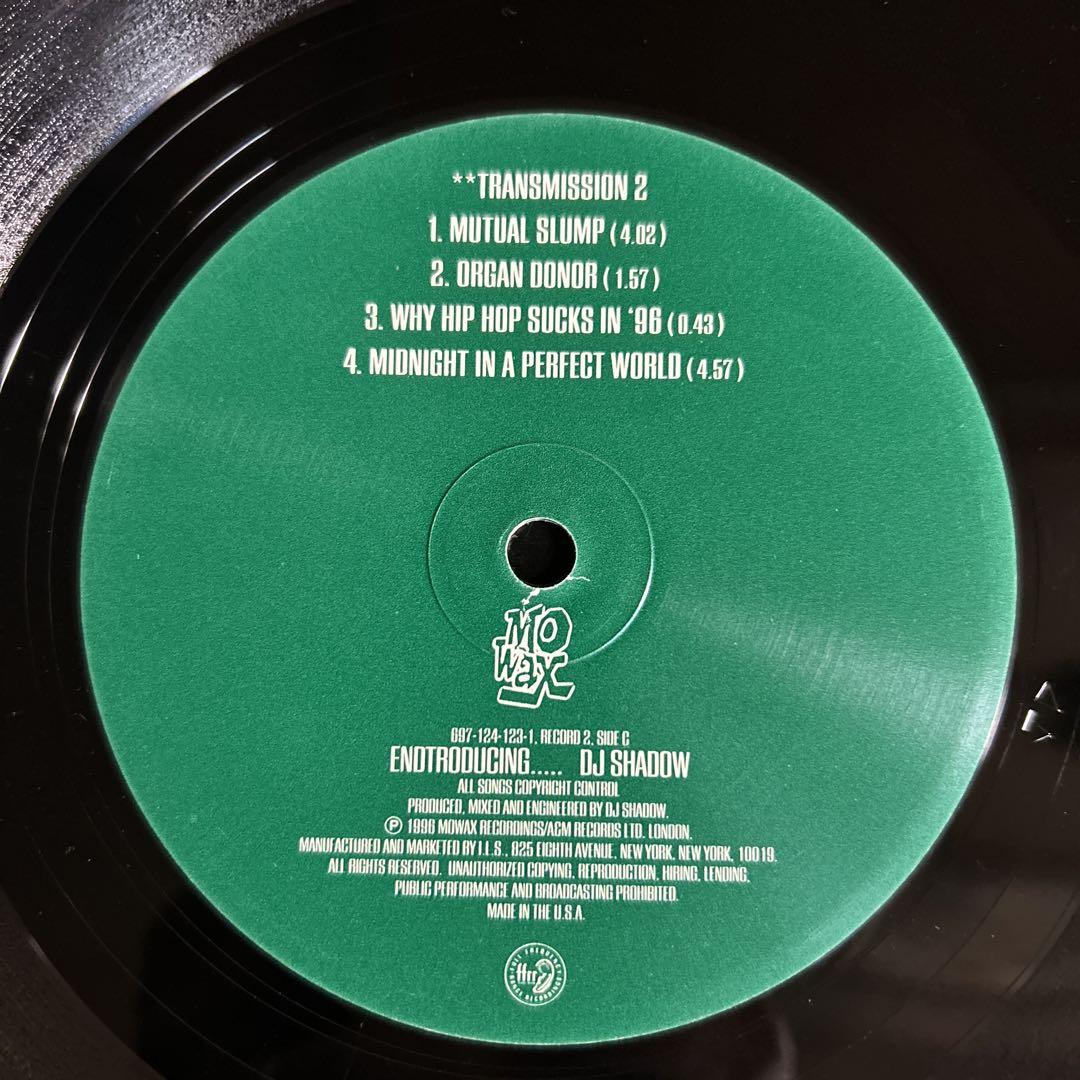 **TRANSMISSION 2
1. MUTUAL SLUMP (4.02)
2. ORGAN DONOR (1.57)
3. WHY HIP HOP SUCKS IN '96 (0.43)
4. MIDNIGHT IN A PERFECT WORLD (4.57)
MO
WAX
697-124-123-1, RECORD 2, SIDE C
ENDTRODUCING..... DJ SHADOW
ALL SONGS COPYRIGHT CONTROL
PRODUCED, MIXED AND ENGINEERED BY DJ SHADOW.
℗ 1996 MOWAX RECORDINGS/A&M RECORDS LTD. LONDON.
MANUFACTURED AND MARKETED BY I.L.S., 825 EIGHTH AVENUE, NEW YORK, NEW YORK, 10019.
ALL RIGHTS RESERVED. UNAUTHORIZED COPYING, REPRODUCTION, HIRING, LENDING,
PUBLIC PERFORMANCE AND BROADCASTING PROHIBITED.
MADE IN THE U.S.A.
FULL FREQUENCY
ffrr
RANGE RECORDINGS